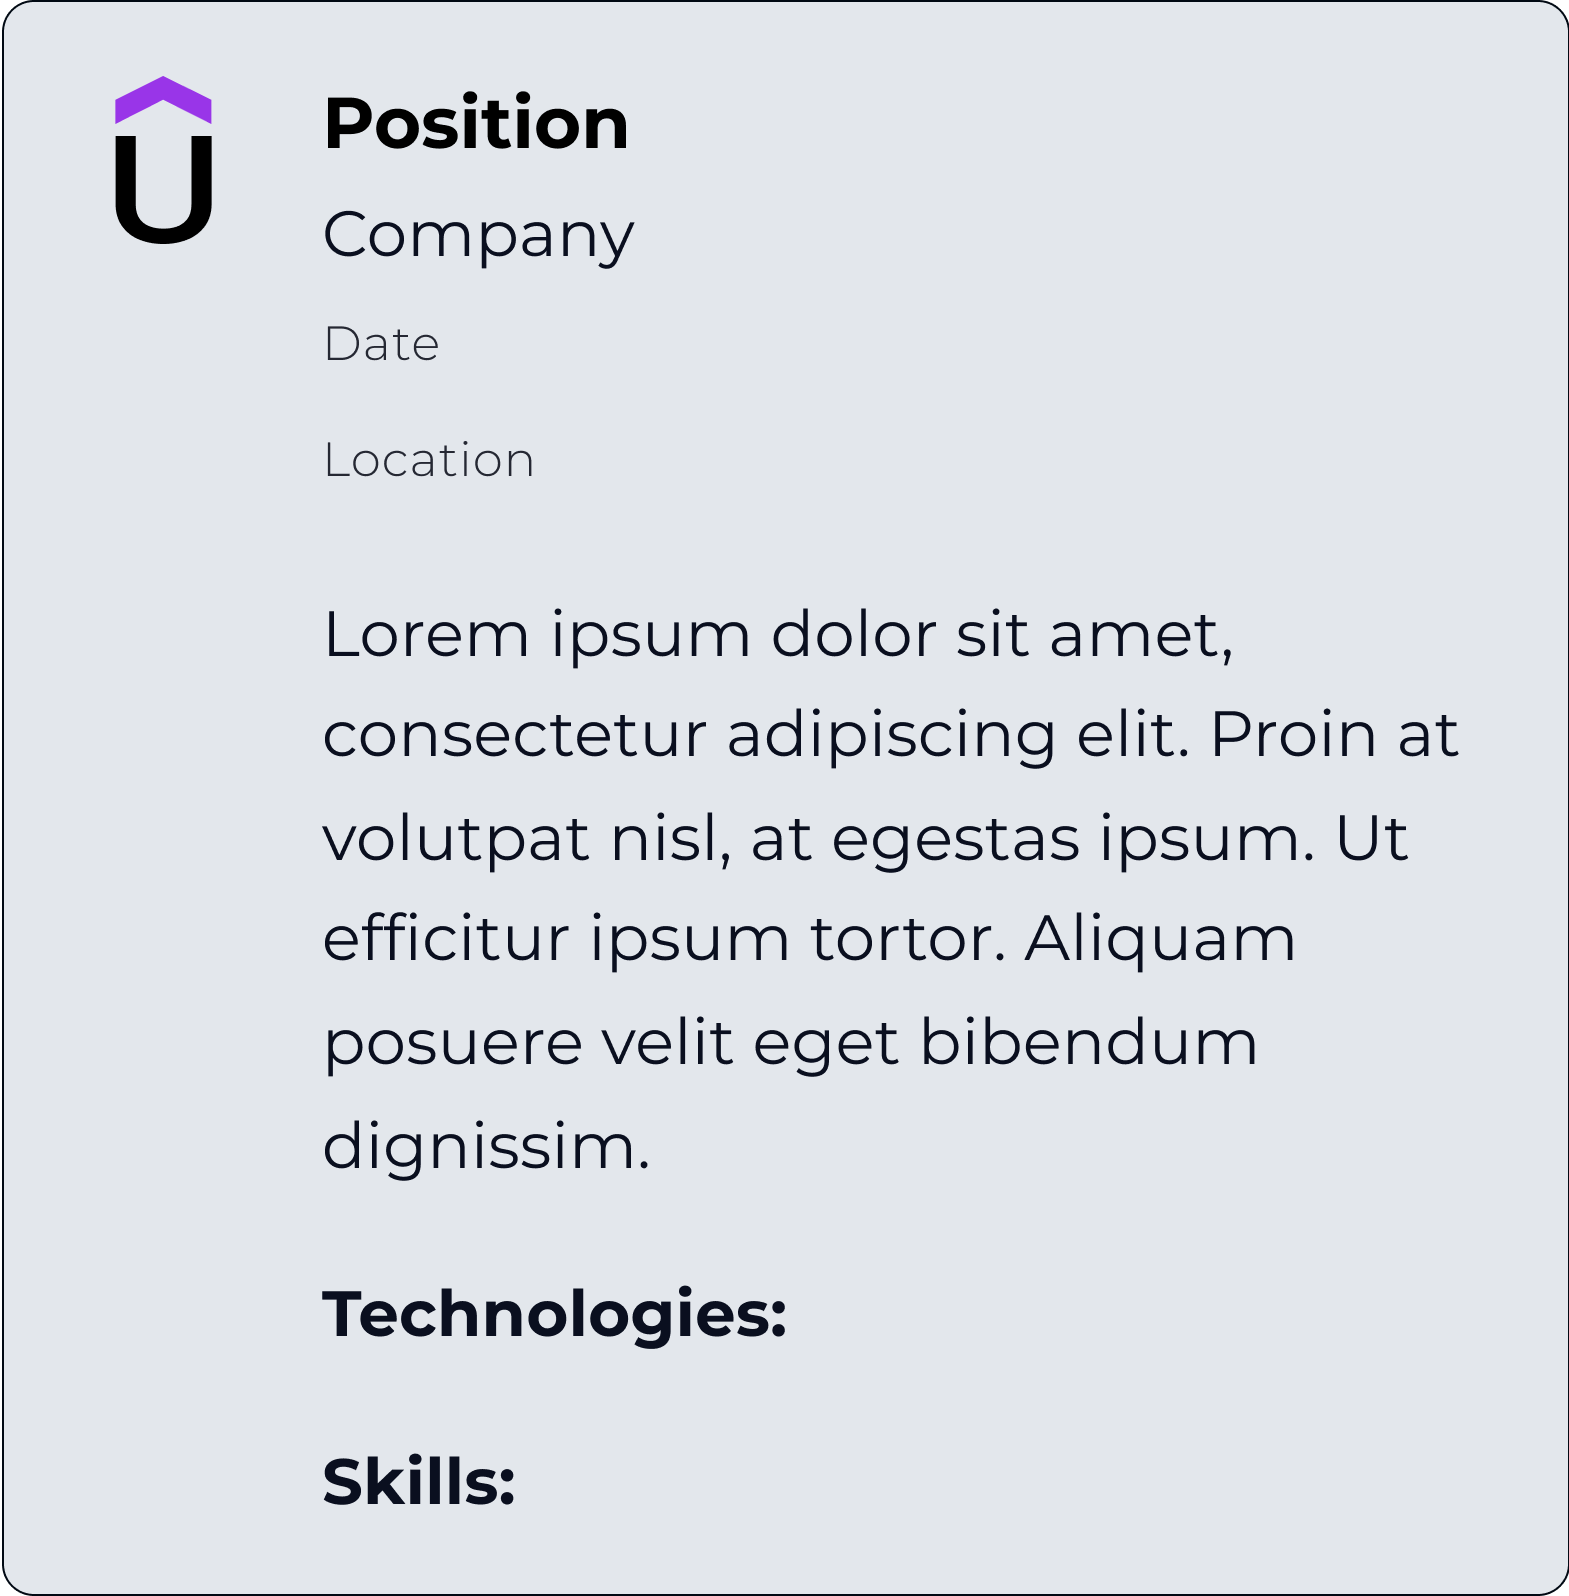 Û
Position
Company
Date
Location
Lorem ipsum dolor sit amet,
consectetur adipiscing elit. Proin at
volutpat nisl, at egestas ipsum. Ut
efficitur ipsum tortor. Aliquam
posuere velit eget bibendum
dignissim.
Technologies:
Skills: